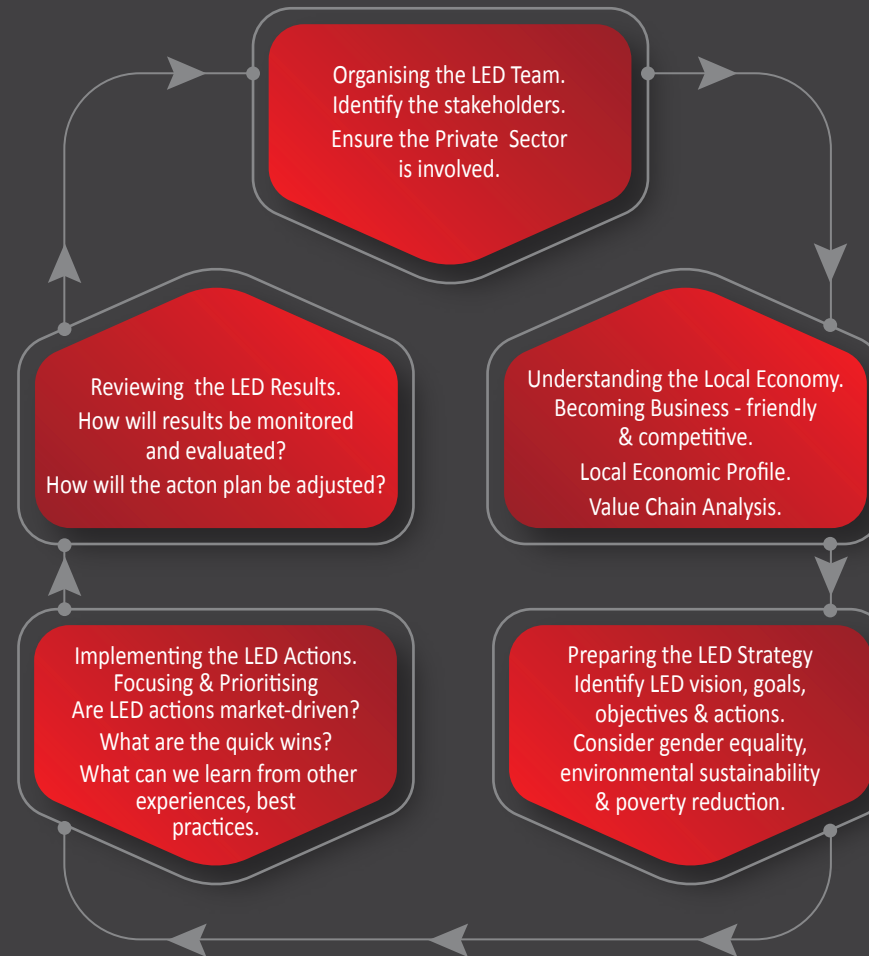 Organising the LED Team.
Identify the stakeholders.
Ensure the Private Sector
is involved.
Understanding the Local Economy.
Becoming Business - friendly
& competitive.
Local Economic Profile.
Value Chain Analysis.
Preparing the LED Strategy
Identify LED vision, goals,
objectives & actions.
Consider gender equality,
environmental sustainability
& poverty reduction.
Implementing the LED Actions.
Focusing & Prioritising
Are LED actions market-driven?
What are the quick wins?
What can we learn from other
experiences, best
practices.
Reviewing the LED Results.
How will results be monitored
and evaluated?
How will the acton plan be adjusted?